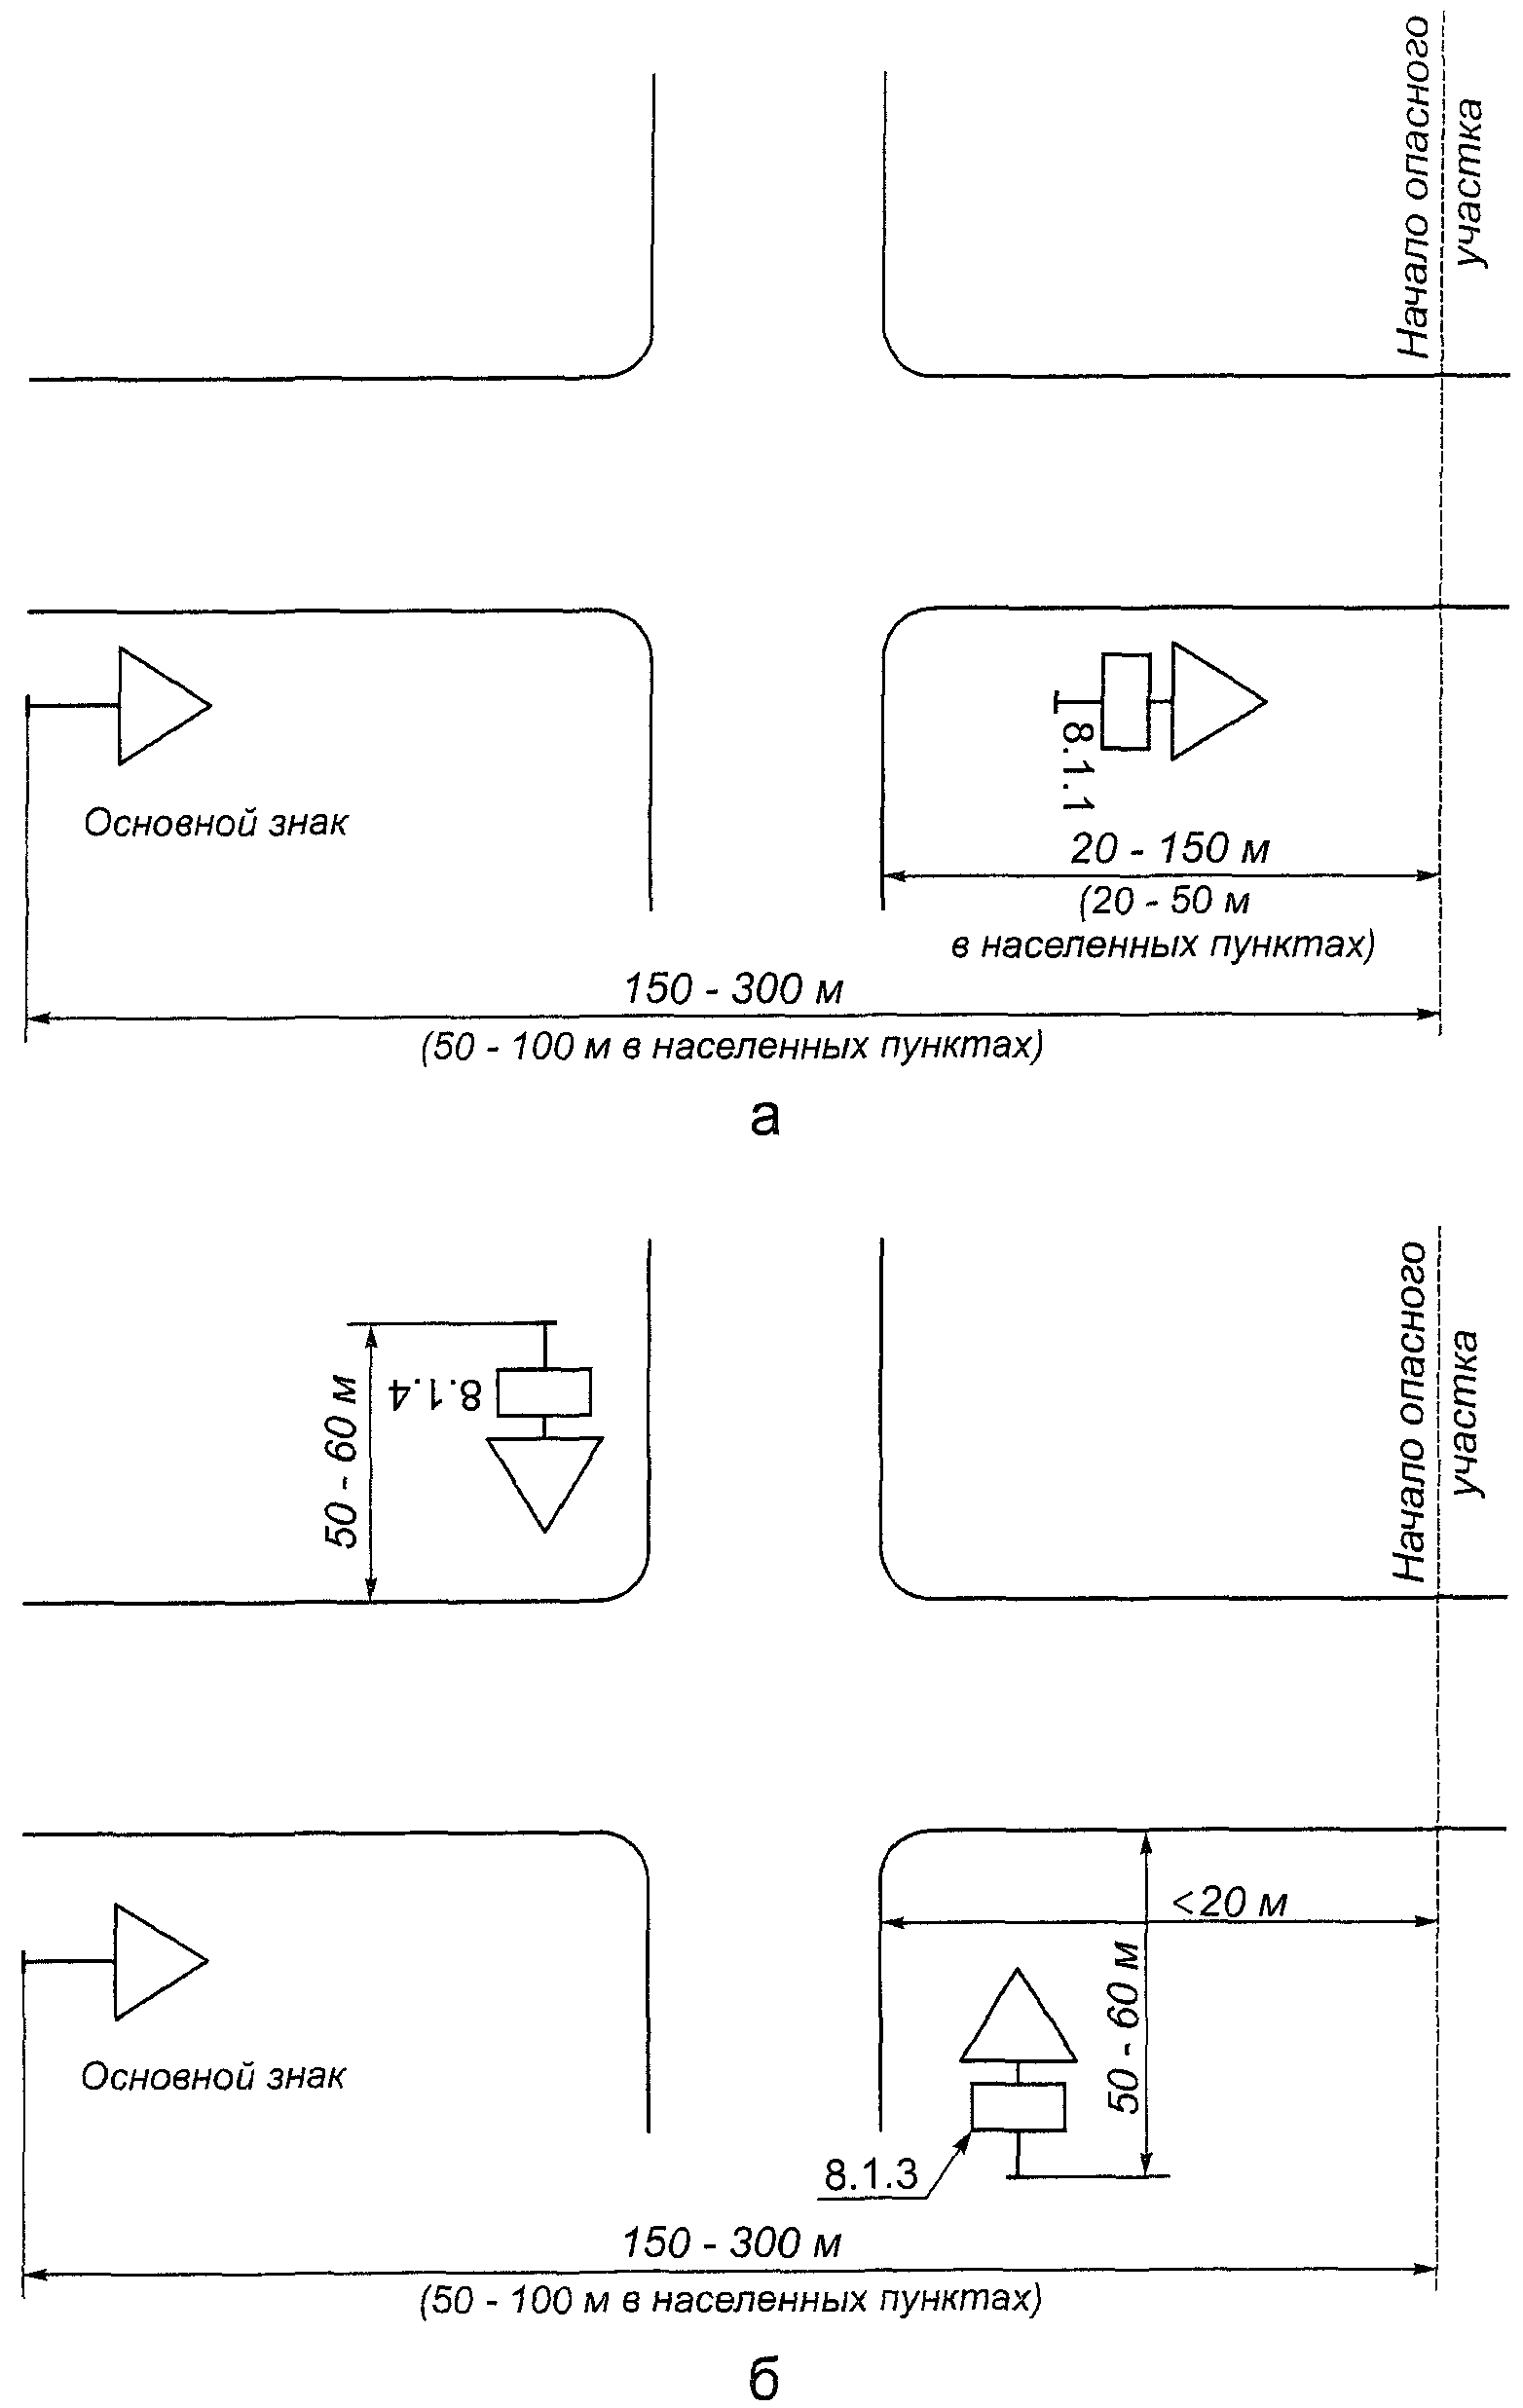 Начало опасного
участка
8.1.1
Основной знак
20 - 150 м
(20 - 50 м
в населенных пунктах)
150 - 300 м
(50 - 100 м в населенных пунктах)
а
Начало опасного
участка
50 - 60 м
8.1.4
<20 м
50 - 60 м
Основной знак
8.1.3
150 - 300 м
(50 - 100 м в населенных пунктах)
б